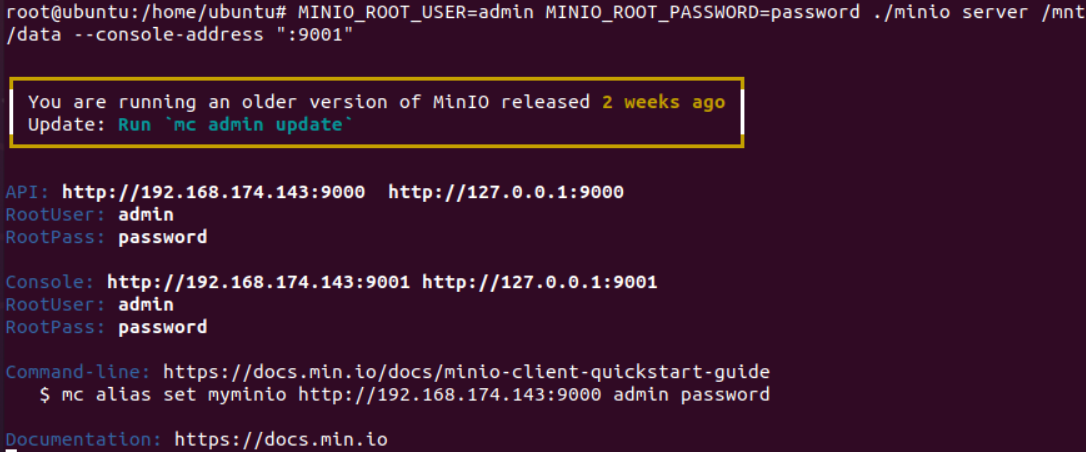 root@ubuntu:/home/ubuntu# MINIO_ROOT_USER=admin MINIO_ROOT_PASSWORD=password ./minio server /mnt
/data --console-address ":9001"
You are running an older version of MinIO released 2 weeks ago
Update: Run `mc admin update`
API: http://192.168.174.143:9000  http://127.0.0.1:9000
RootUser: admin
RootPass: password
Console: http://192.168.174.143:9001 http://127.0.0.1:9001
RootUser: admin
RootPass: password
Command-line: https://docs.min.io/docs/minio-client-quickstart-guide
   $ mc alias set myminio http://192.168.174.143:9000 admin password
Documentation: https://docs.min.io